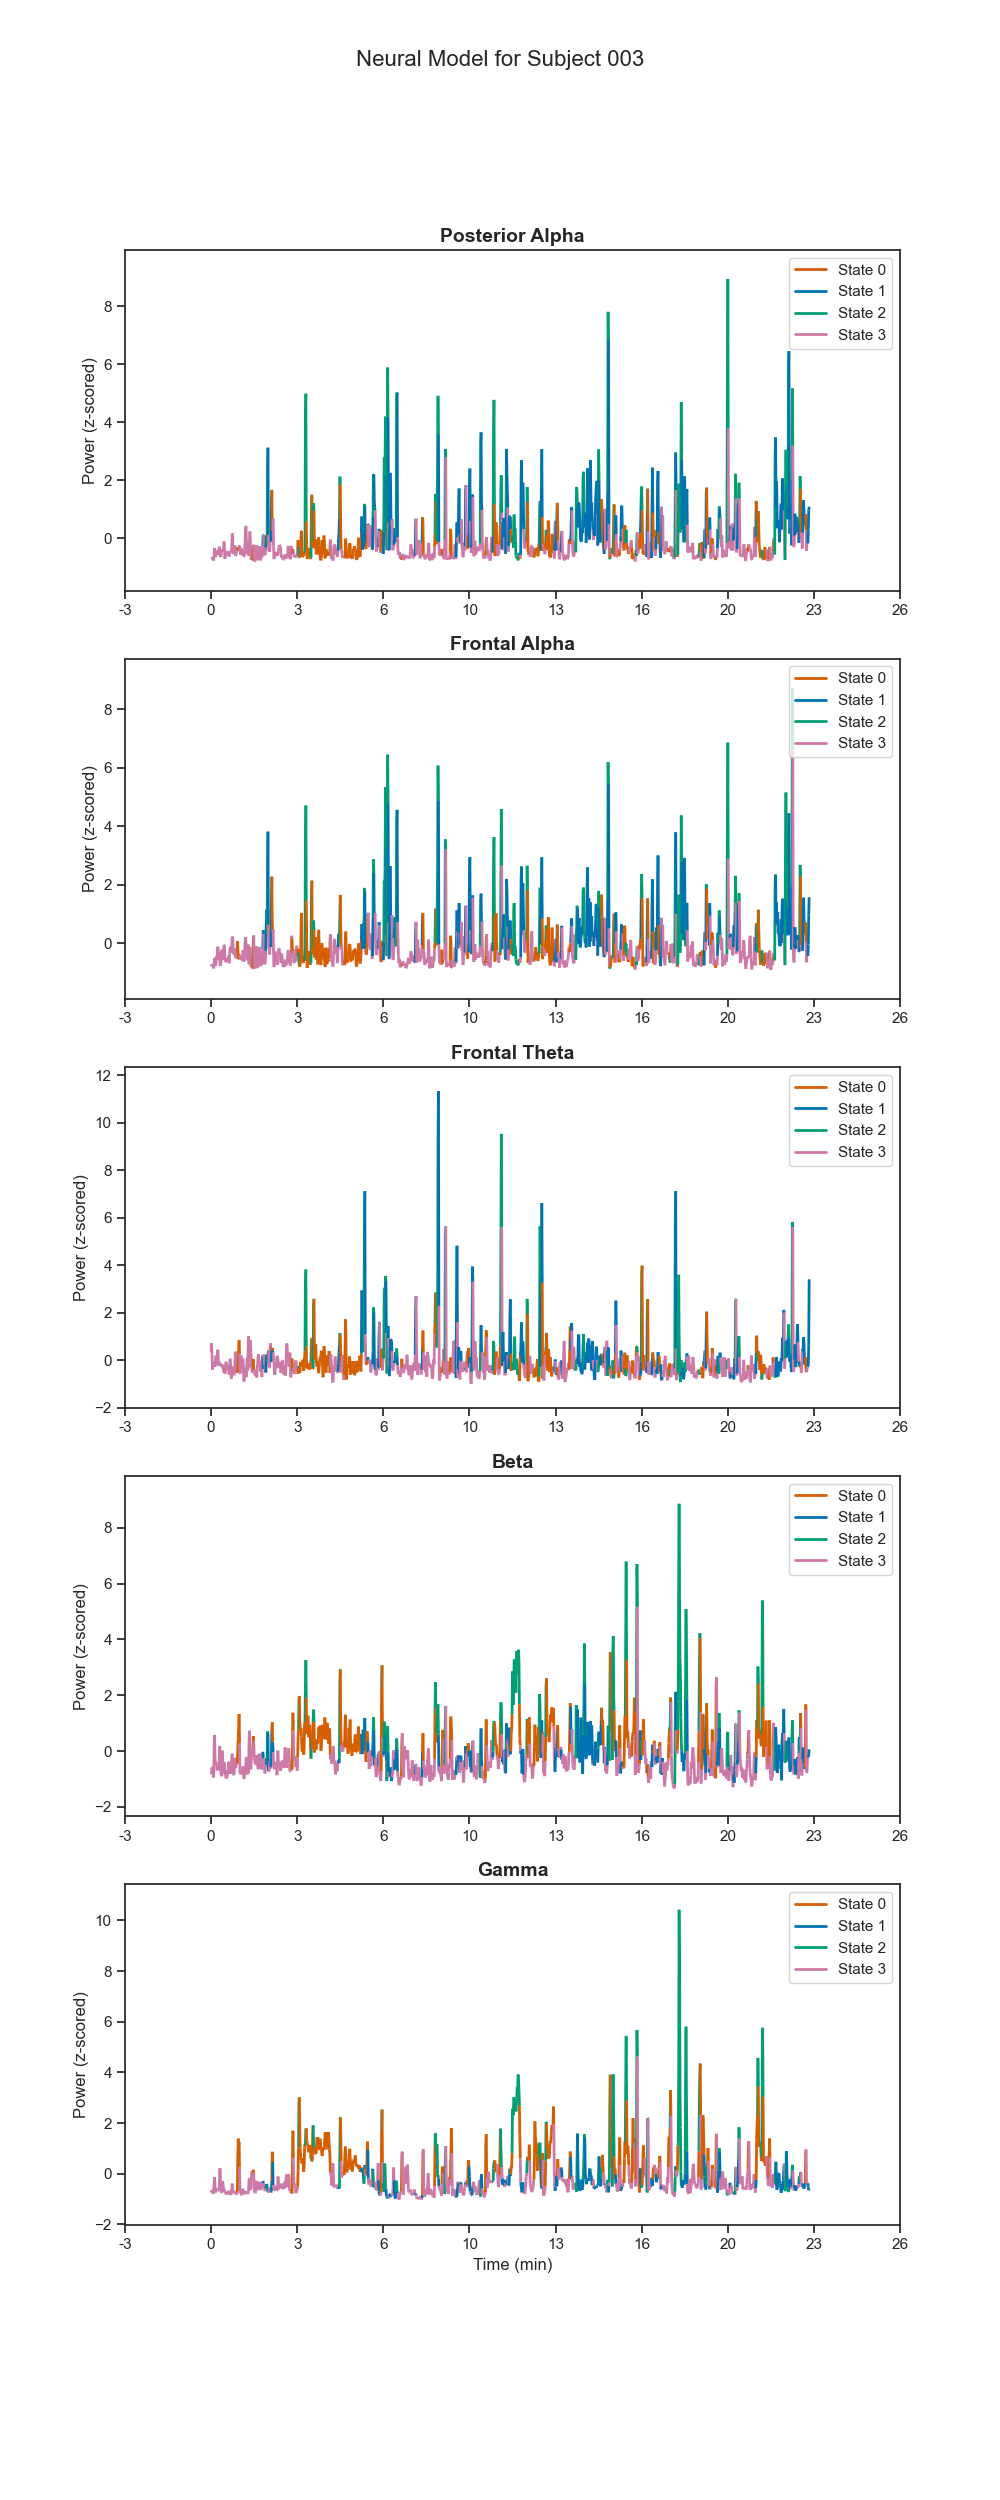 Neural Model for Subject 003
Posterior Alpha
Power (z-scored)
8
6
4
2
0
State 0
State 1
State 2
State 3
-3 0 3 6 10 13 16 20 23 26
Frontal Alpha
Power (z-scored)
8
6
4
2
0
State 0
State 1
State 2
State 3
-3 0 3 6 10 13 16 20 23 26
Frontal Theta
Power (z-scored)
12
10
8
6
4
2
0
−2
State 0
State 1
State 2
State 3
-3 0 3 6 10 13 16 20 23 26
Beta
Power (z-scored)
8
6
4
2
0
−2
State 0
State 1
State 2
State 3
-3 0 3 6 10 13 16 20 23 26
Gamma
Power (z-scored)
10
8
6
4
2
0
−2
State 0
State 1
State 2
State 3
-3 0 3 6 10 13 16 20 23 26
Time (min)